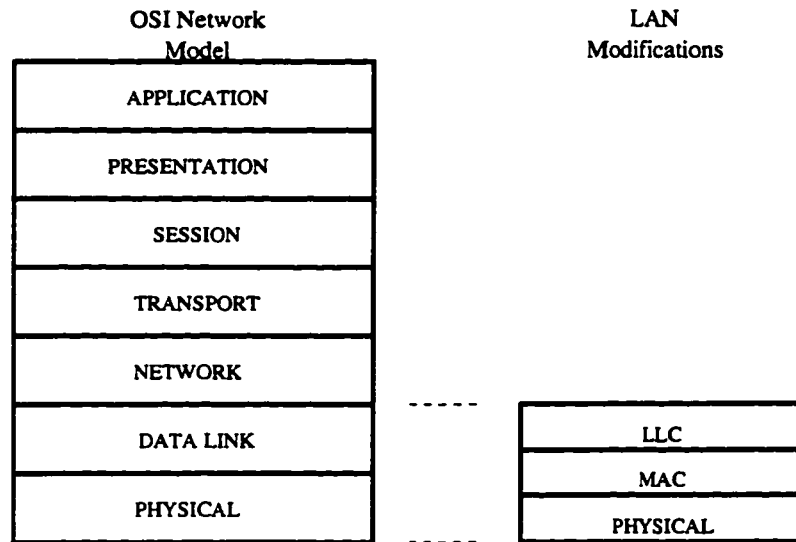 OSI Network
Model
LAN
Modifications
APPLICATION
PRESENTATION
SESSION
TRANSPORT
NETWORK
DATA LINK
PHYSICAL
LLC
MAC
PHYSICAL